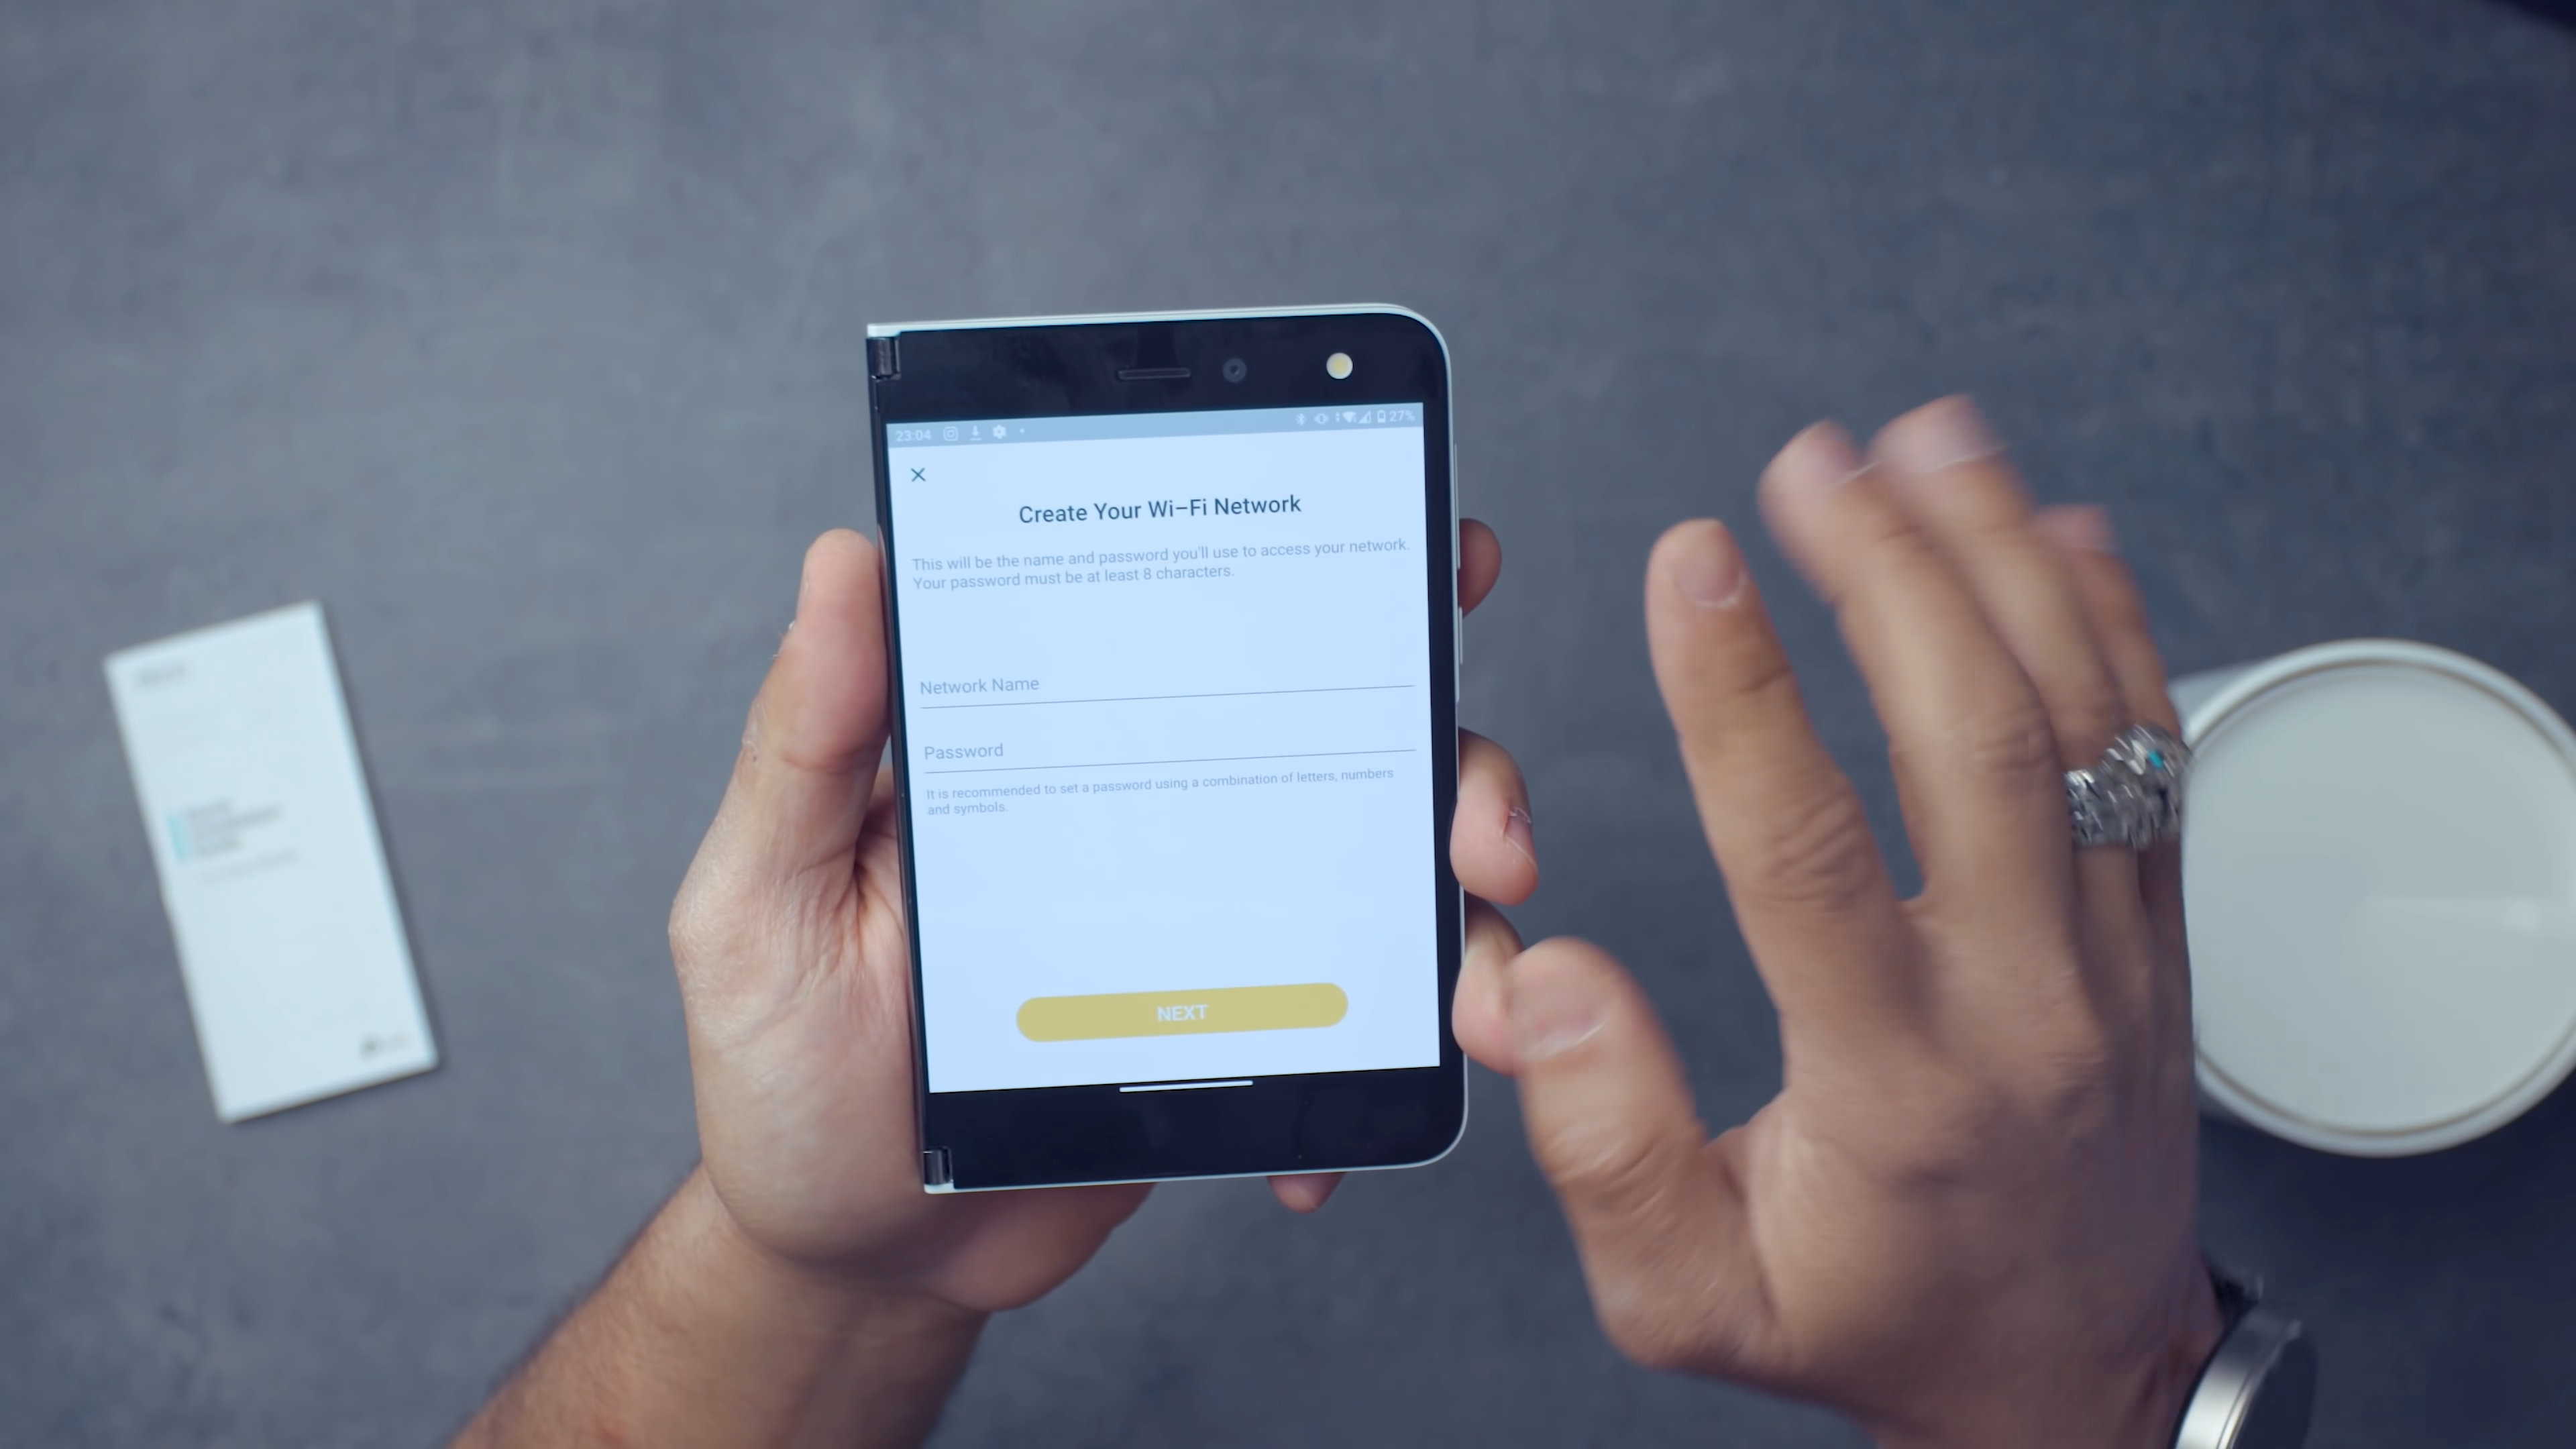 23:04
27%
Create Your Wi-Fi Network
This will be the name and password you'll use to access your network.
Your password must be at least 8 characters.
Network Name
Password
It is recommended to set a password using a combination of letters, numbers
and symbols.
NEXT